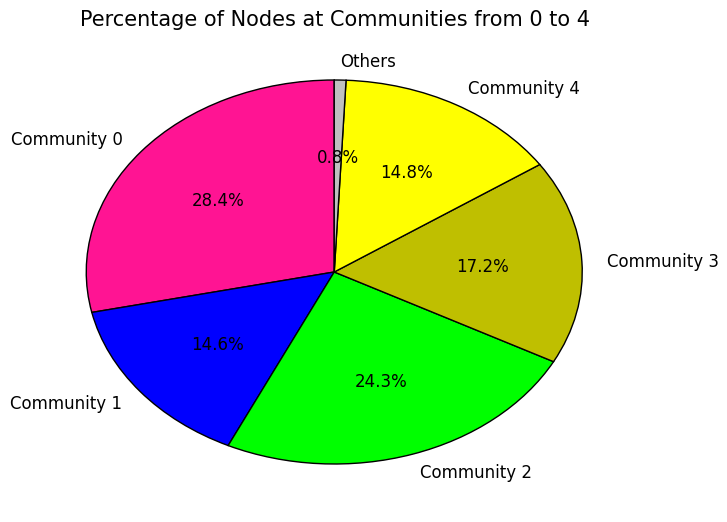 Percentage of Nodes at Communities from 0 to 4
Others
Community 4
Community 0
0.8%
14.8%
28.4%
Community 3
17.2%
14.6%
24.3%
Community 1
Community 2